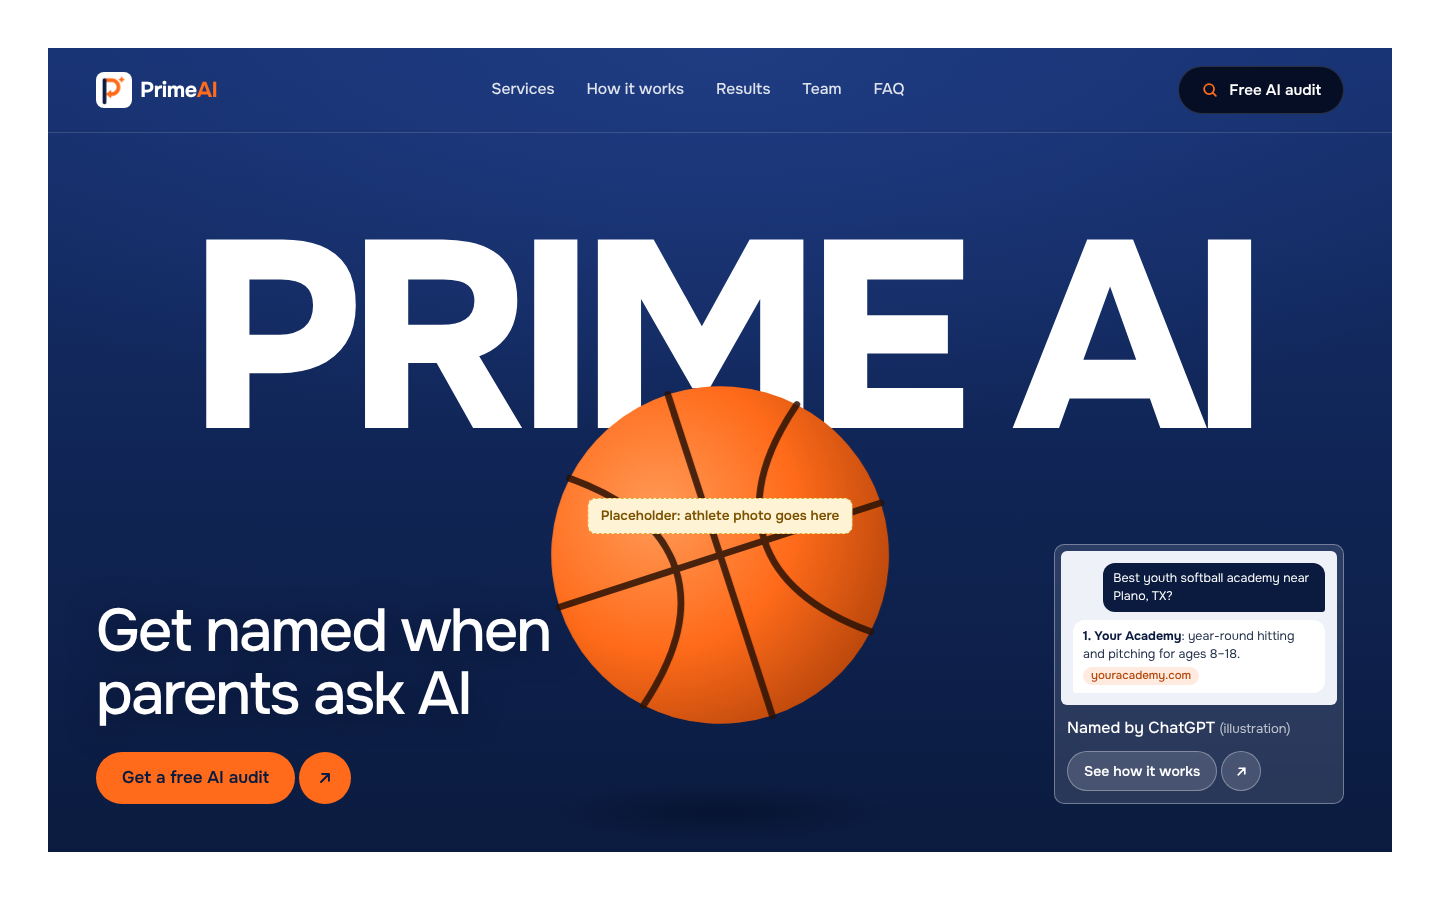 PrimeAI
Services
How it works
Results
Team
FAQ
Free AI audit
PRIME AI
Placeholder: athlete photo goes here
Get named when
parents ask AI
Get a free AI audit
Best youth softball academy near
Plano, TX?
1. Your Academy: year-round hitting
and pitching for ages 8–18.
youracademy.com
Named by ChatGPT (illustration)
See how it works